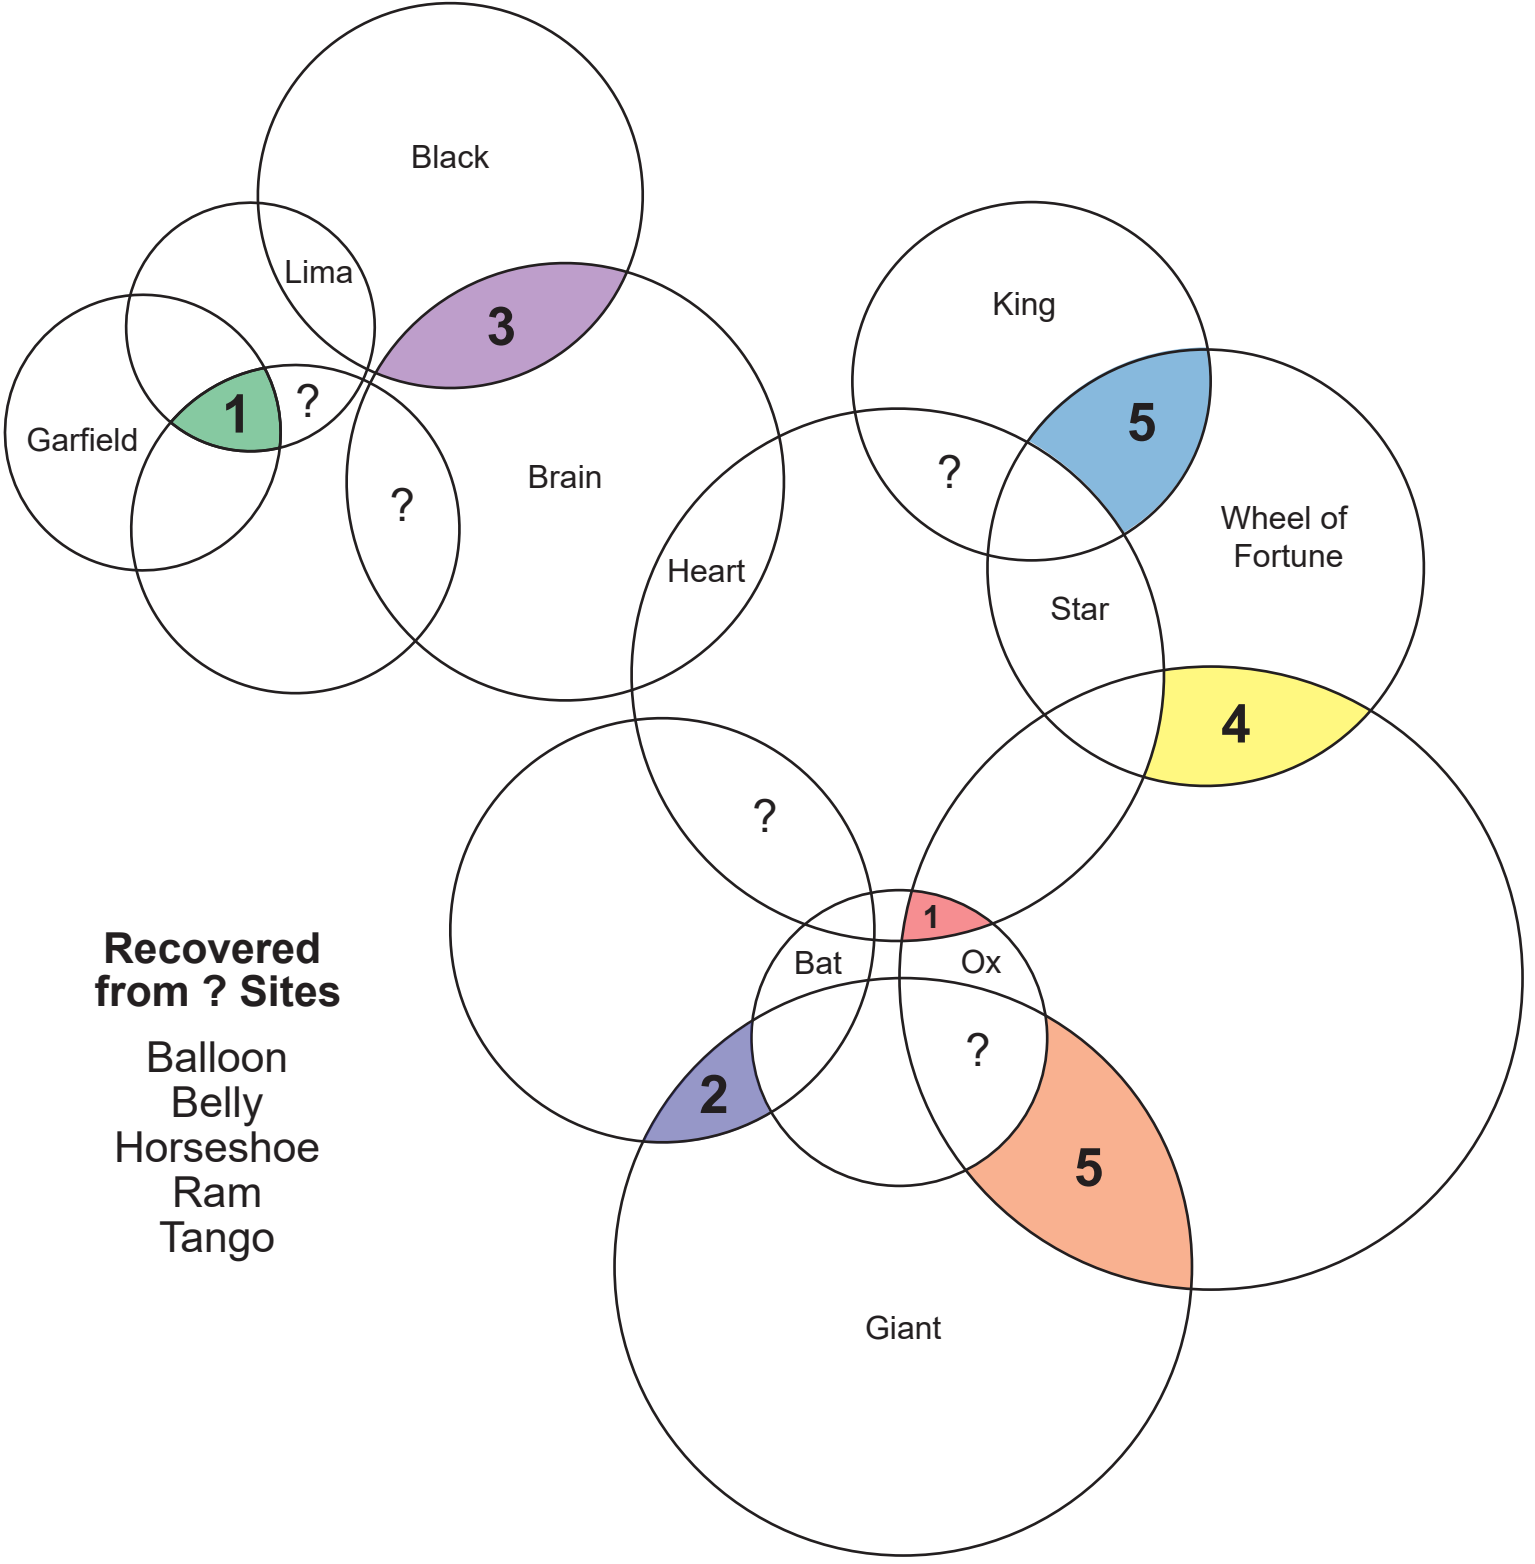 Black
Lima
King
3
?
1
5
Garfield
?
Brain
?
Wheel of
Fortune
Heart
Star
4
?
1
Bat
Ox
Recovered
from ? Sites
?
Balloon
2
Belly
Horseshoe
5
Ram
Tango
Giant